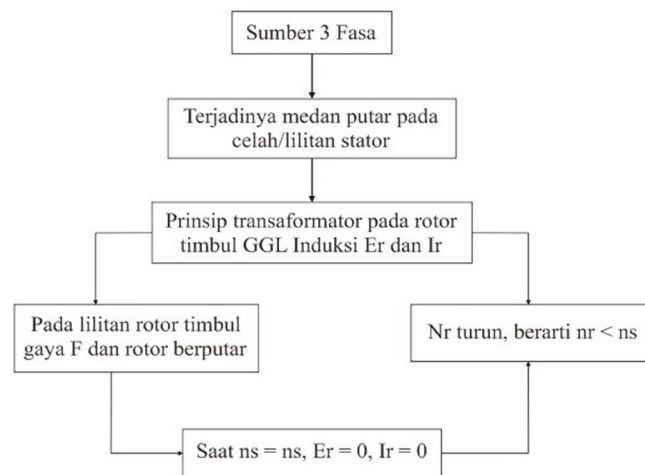 Sumber 3 Fasa
Terjadinya medan putar pada
celah/lilitan stator
Prinsip transaformator pada rotor
timbul GGL Induksi Er dan Ir
Pada lilitan rotor timbul
gaya F dan rotor berputar
Nr turun, berarti nr < ns
Saat ns = ns, Er = 0, Ir = 0